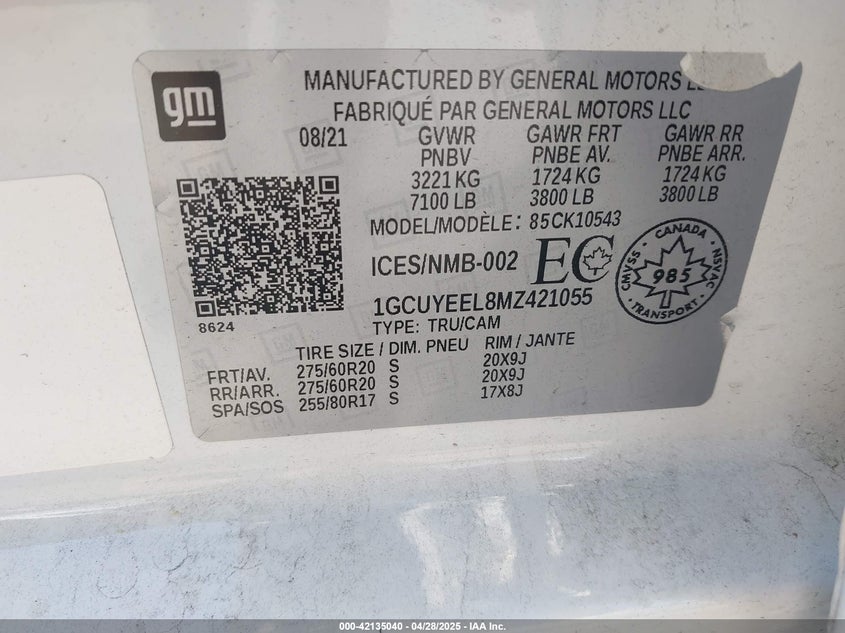 gm
MANUFACTURED BY GENERAL MOTORS
FABRIQUÉ PAR GENERAL MOTORS LLC
08/21 GVWR GAWR FRT GAWR RR
PNBV PNBE AV. PNBE ARR.
3221 KG 1724 KG 1724 KG
7100 LB 3800 LB 3800 LB
MODEL/MODÈLE: 85CK10543
ICES/NMB-002 EC
CANADA
CMVSS 985 NSVAC
TRANSPORT
1GCUYEEL8MZ421055
8624
TYPE: TRU/CAM
TIRE SIZE / DIM. PNEU RIM / JANTE
FRT/AV. 275/60R20 S 20X9J
RR/ARR. 275/60R20 S 20X9J
SPA/SOS 255/80R17 S 17X8J
000-42135040 - 04/28/2025 - IAA Inc.